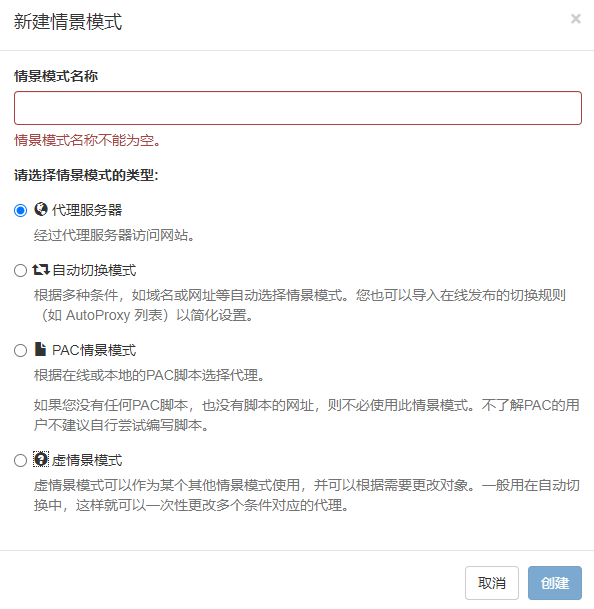 新建情景模式
×
情景模式名称
情景模式名称不能为空。
请选择情景模式的类型:
代理服务器
经过代理服务器访问网站。
自动切换模式
根据多种条件，如域名或网址等自动选择情景模式。您也可以导入在线发布的切换规则
（如 AutoProxy 列表）以简化设置。
PAC情景模式
根据在线或本地的PAC脚本选择代理。
如果您没有任何PAC脚本，也没有脚本的网址，则不必使用此情景模式。不了解PAC的用
户不建议自行尝试编写脚本。
虚情景模式
虚情景模式可以作为某个其他情景模式使用，并可以根据需要更改对象。一般用在自动切
换中，这样就可以一次性更改多个条件对应的代理。
取消
创建